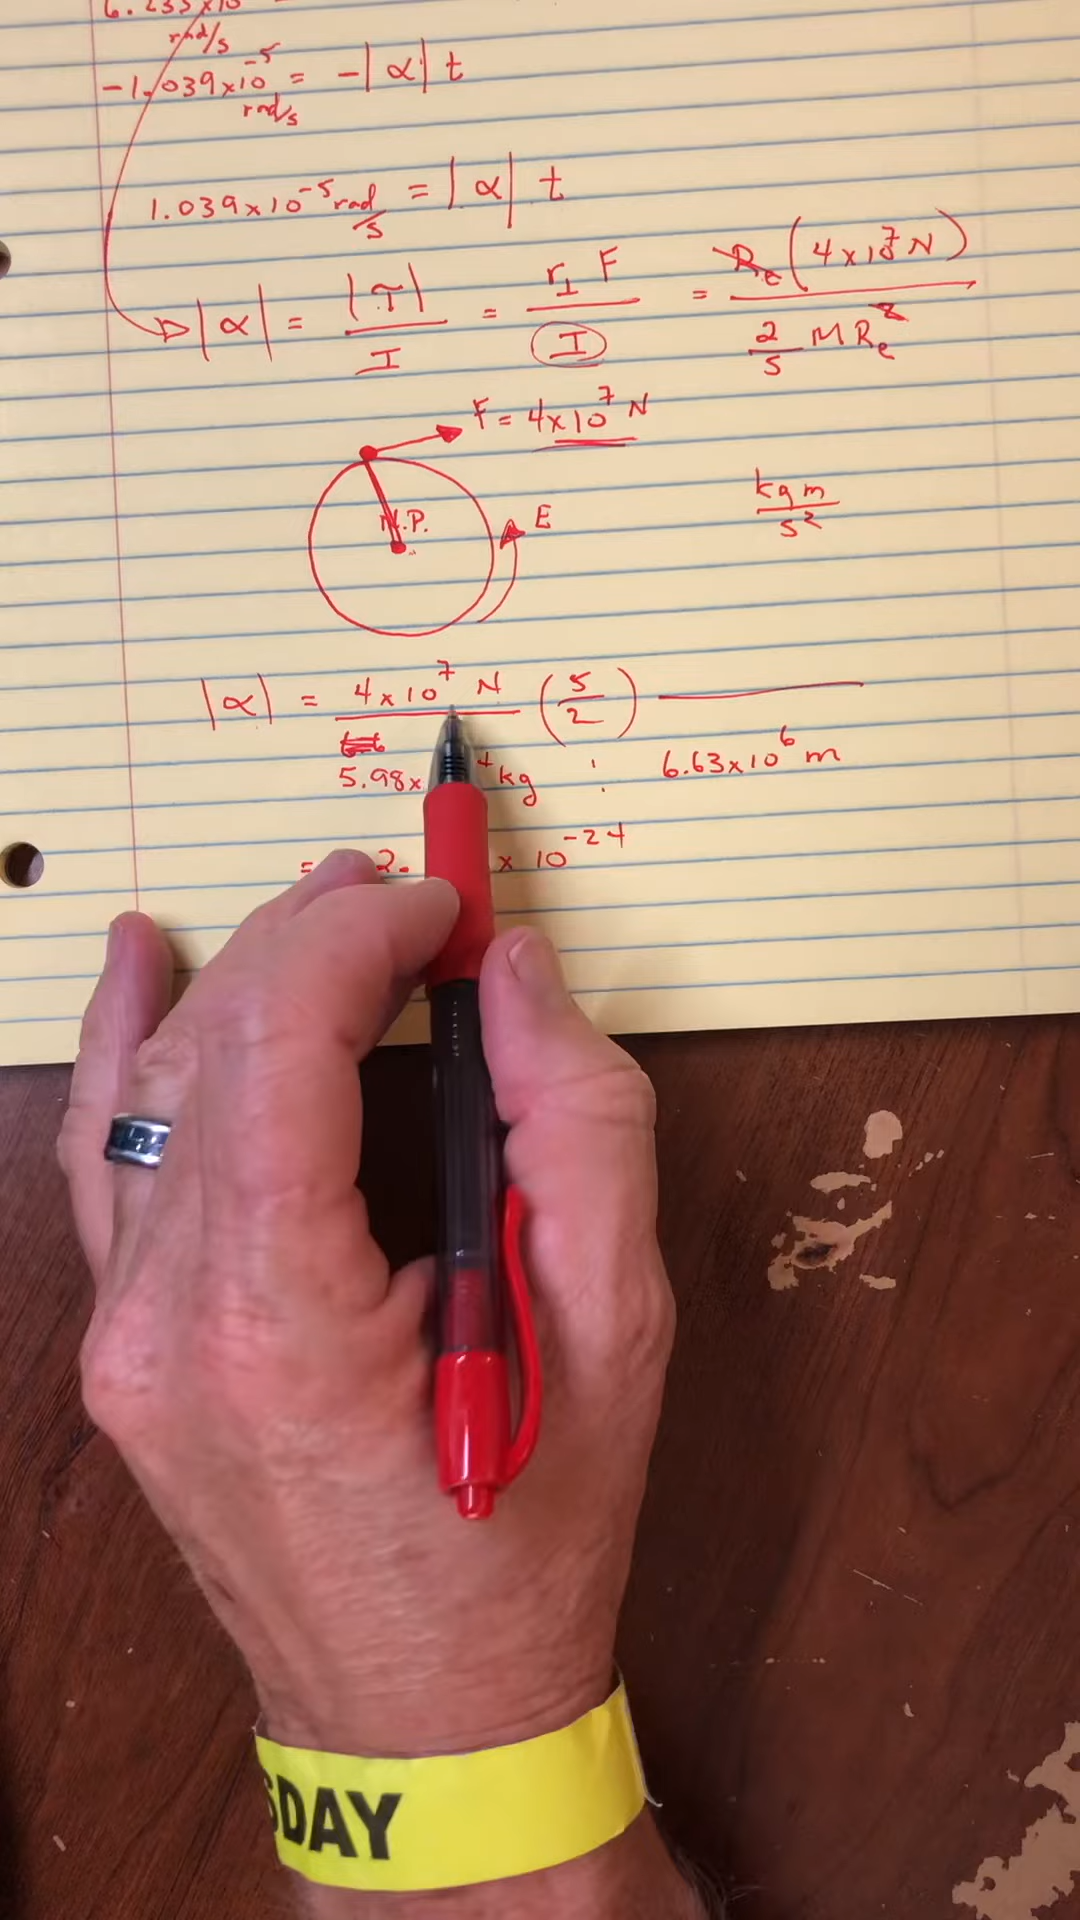 rad/s
-1.039x10^-5 = -|α| t
rad/s
1.039x10^-5 rad/s = |α| t
|α| = |τ|/I = r⊥ F/I = Re (4x10^7 N) / (2/5 M Re^2)
F = 4x10^7 N
N.P.
E
kg m/s^2
|α| = 4x10^7 N (5/2)
5.98x kg : 6.63x10^6 m
= 2. x 10^-24
SDAY